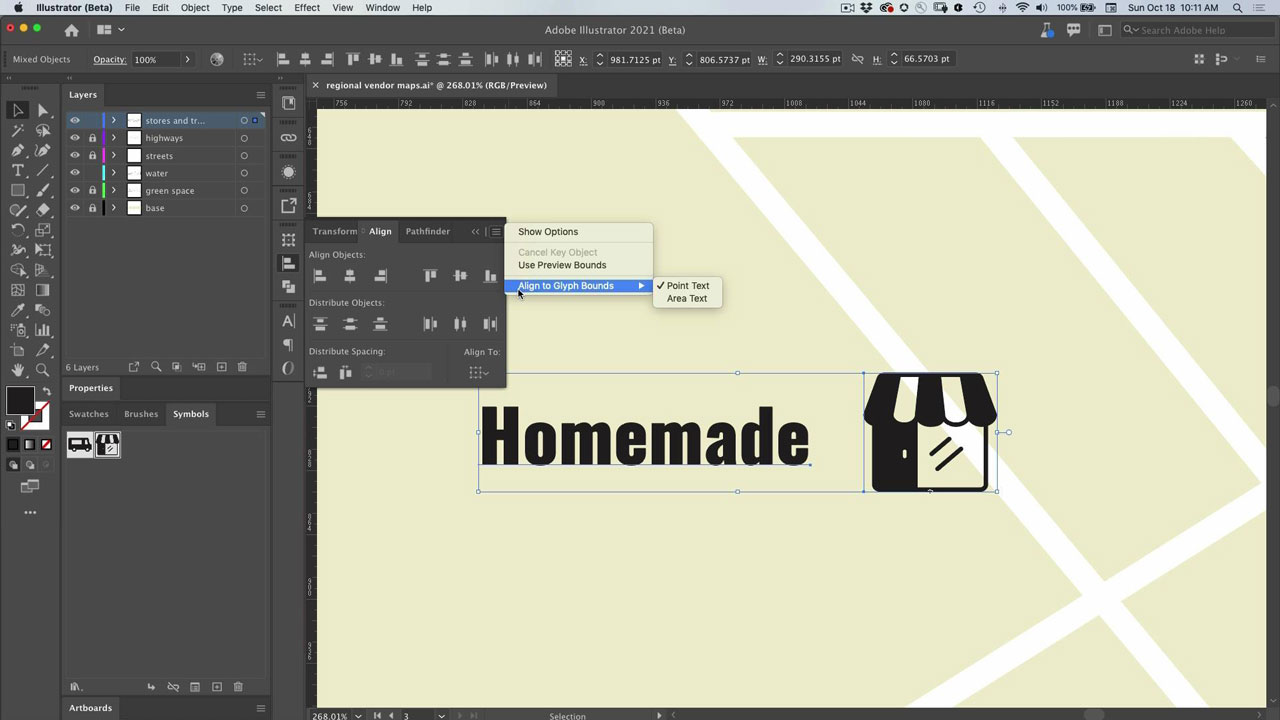 Illustrator (Beta) File Edit Object Type Select Effect View Window Help 100% Sun Oct 18 10:11 AM
Adobe Illustrator 2021 (Beta) Search Adobe Help
Mixed Objects Opacity: 100% X: 981.7125 pt Y: 806.5737 pt W: 290.3155 pt H: 66.5703 pt
× regional vendor maps.ai* @ 268.01% (RGB/Preview)
Layers
756 792 828 864 900 936 972 1008 1044 1080 1116 1152 1188 1224 1260
stores and tr...
highways
streets
water
green space
base
Transform Align Pathfinder
Show Options
Align Objects:
Cancel Key Object
Use Preview Bounds
Align to Glyph Bounds
✓ Point Text
Area Text
Distribute Objects:
Distribute Spacing: Align To:
0 pt
6 Layers
Properties
Swatches Brushes Symbols
Homemade
Artboards
268.01% 3 Selection